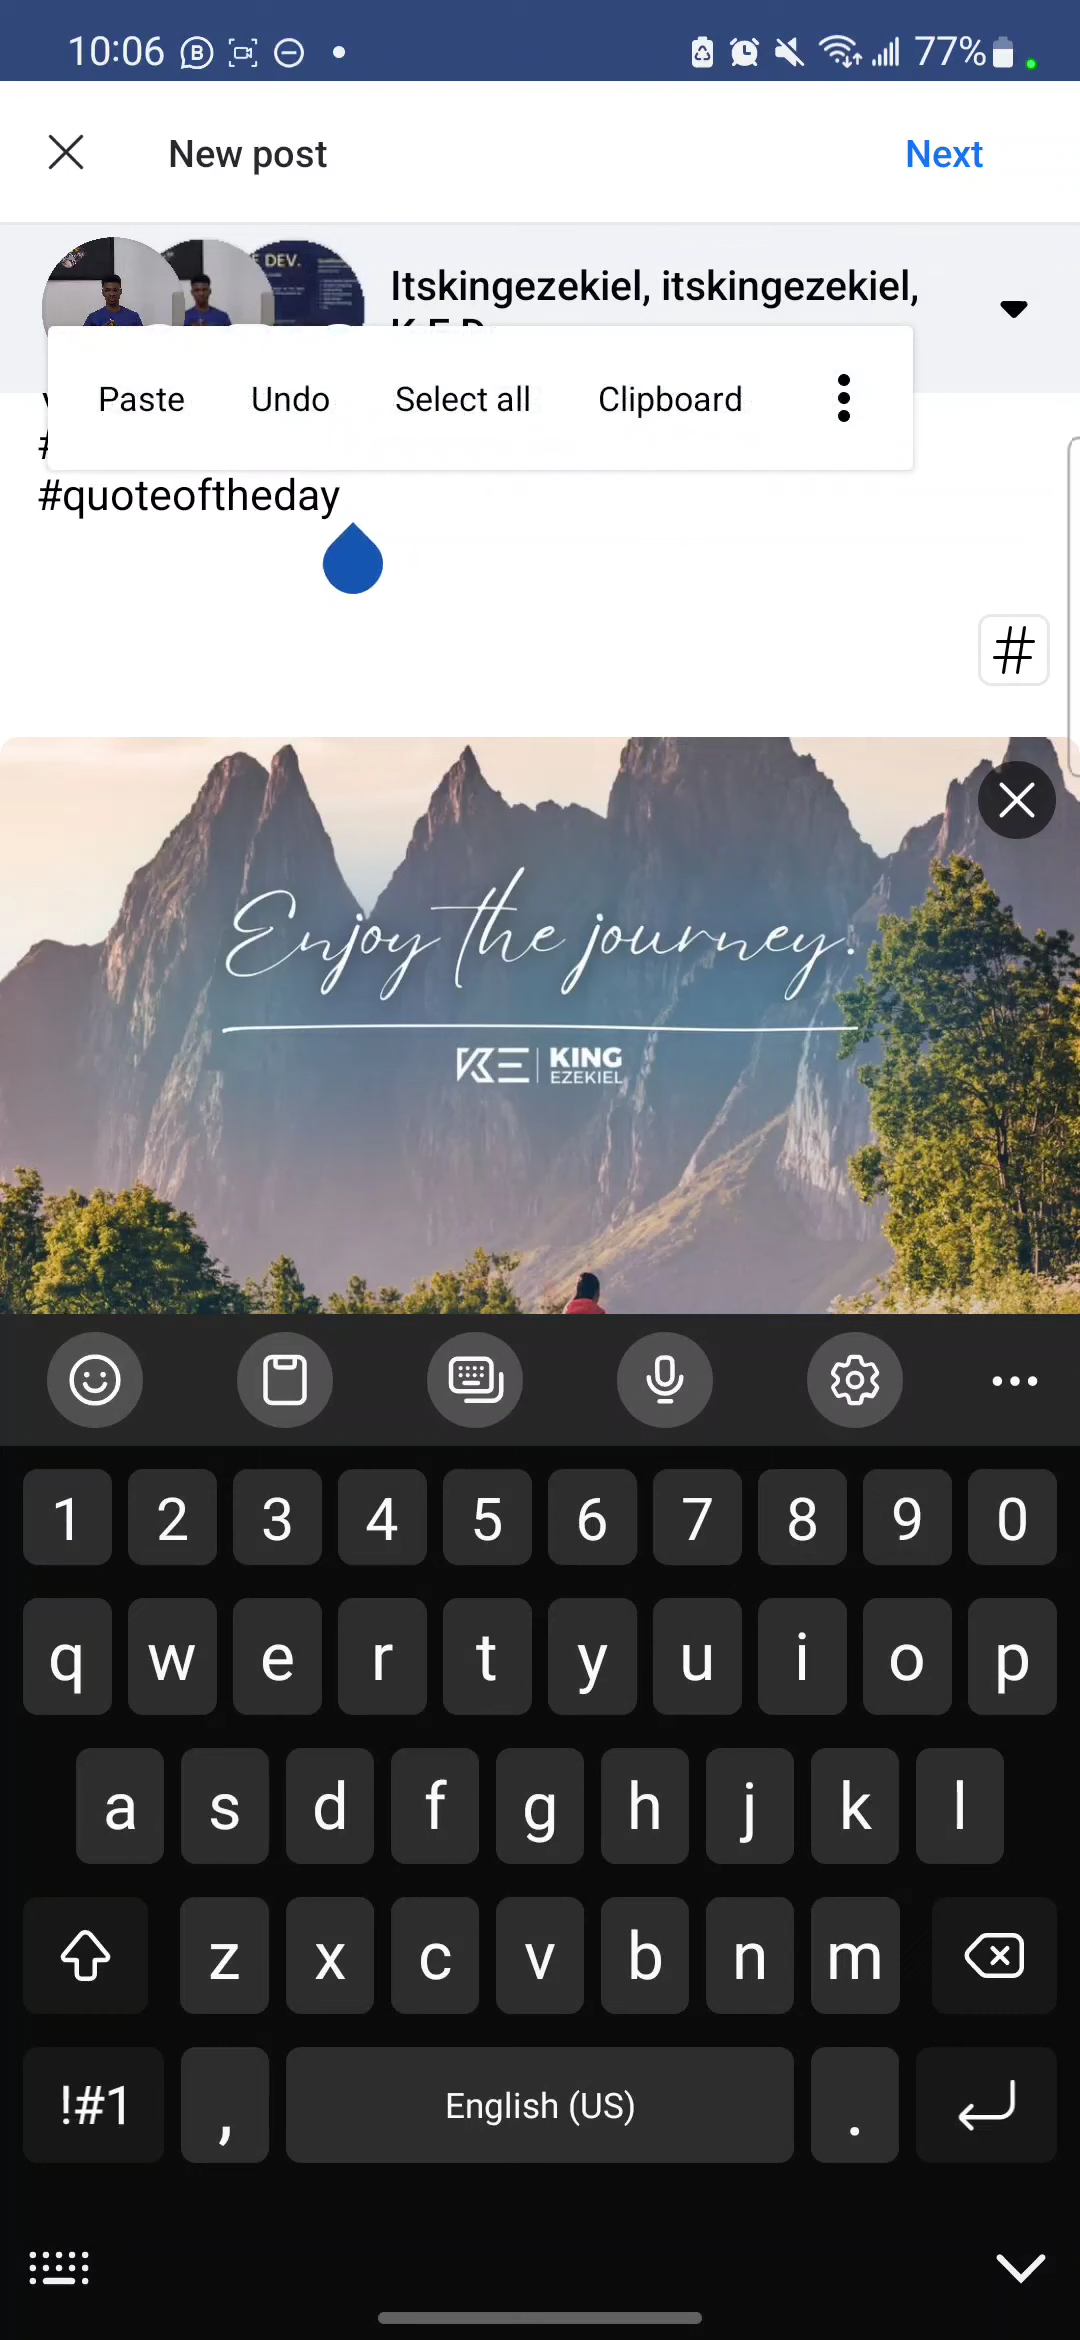 10:06
77%
New post
Next
Itskingezekiel, itskingezekiel,
K.E.D
Paste
Undo
Select all
Clipboard
#
#quoteoftheday
#
Enjoy the journey.
KE
KING
EZEKIEL
1 2 3 4 5 6 7 8 9 0
q w e r t y u i o p
a s d f g h j k l
z x c v b n m
!#1 , English (US) .